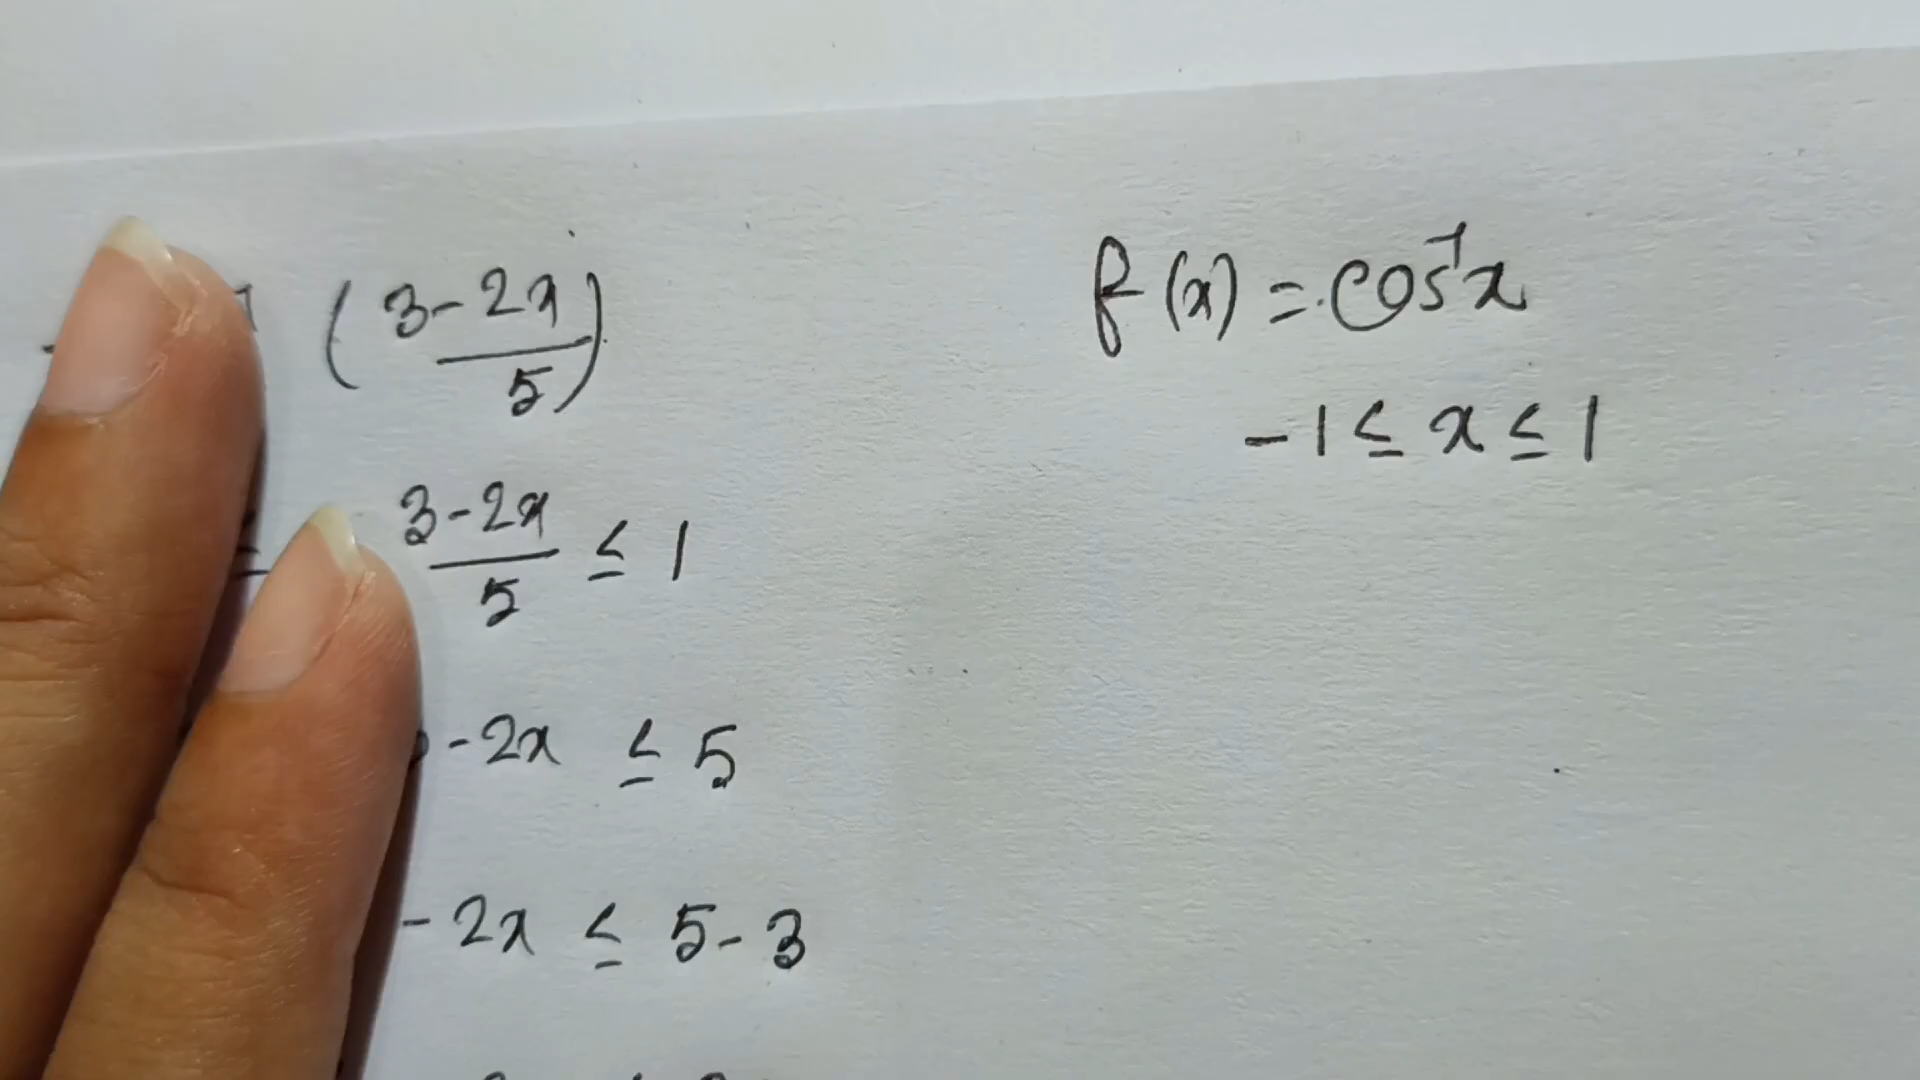 (3-2x/5)
3-2x/5 ≤ 1
-2x ≤ 5
-2x ≤ 5-3
f(x) = cos⁻¹x
-1 ≤ x ≤ 1